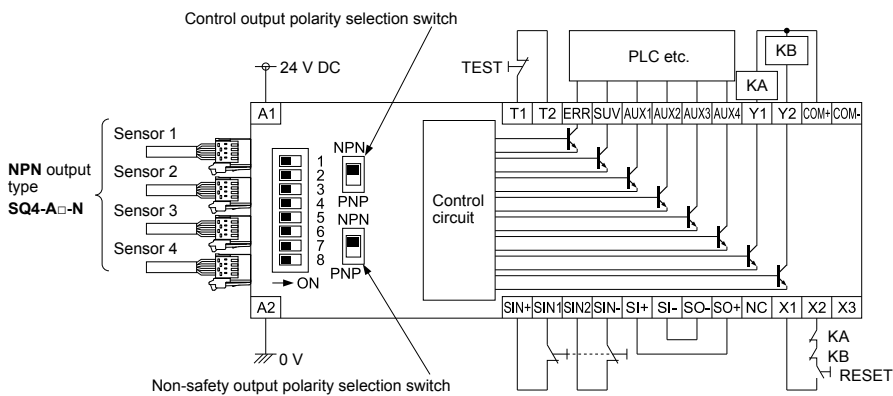 Control output polarity selection switch
24 V DC
TEST
PLC etc.
KA
KB
A1
T1 T2 ERR SUV AUX1 AUX2 AUX3 AUX4 Y1 Y2 COM+ COM-
NPN output
type
SQ4-A□-N
Sensor 1
Sensor 2
Sensor 3
Sensor 4
1
2
3
4
5
6
7
8
→ ON
NPN
PNP
NPN
PNP
Control
circuit
A2
SIN+ SIN1 SIN2 SIN- SI+ SI- SO- SO+ NC X1 X2 X3
0 V
KA
KB
RESET
Non-safety output polarity selection switch